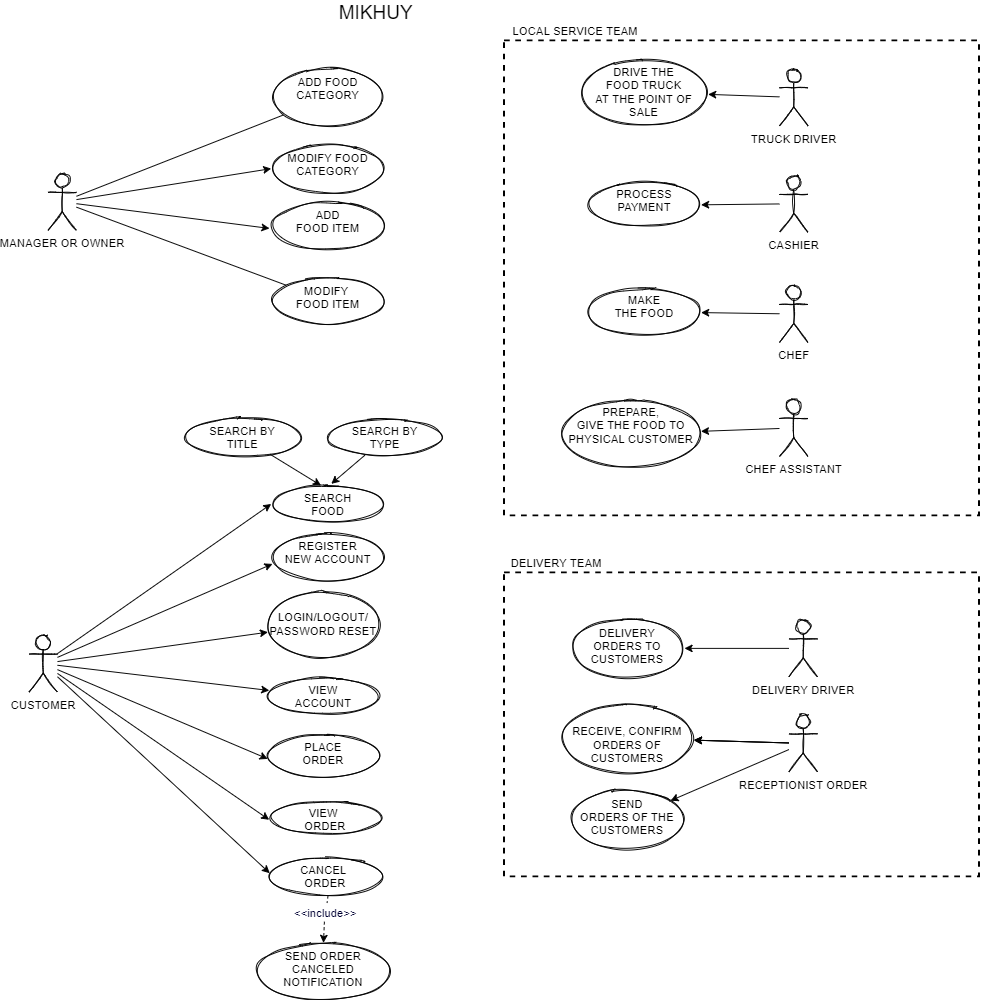 MIKHUY
ADD FOOD
CATEGORY
MODIFY FOOD
CATEGORY
ADD
FOOD ITEM
MODIFY
FOOD ITEM
MANAGER OR OWNER
SEARCH BY
TITLE
SEARCH BY
TYPE
SEARCH
FOOD
REGISTER
NEW ACCOUNT
LOGIN/LOGOUT/
PASSWORD RESET
VIEW
ACCOUNT
PLACE
ORDER
VIEW
ORDER
CANCEL
ORDER
<<include>>
SEND ORDER
CANCELED
NOTIFICATION
CUSTOMER
LOCAL SERVICE TEAM
DRIVE THE
FOOD TRUCK
AT THE POINT OF
SALE
TRUCK DRIVER
PROCESS
PAYMENT
CASHIER
MAKE
THE FOOD
CHEF
PREPARE,
GIVE THE FOOD TO
PHYSICAL CUSTOMER
CHEF ASSISTANT
DELIVERY TEAM
DELIVERY
ORDERS TO
CUSTOMERS
DELIVERY DRIVER
RECEIVE, CONFIRM
ORDERS OF
CUSTOMERS
RECEPTIONIST ORDER
SEND
ORDERS OF THE
CUSTOMERS